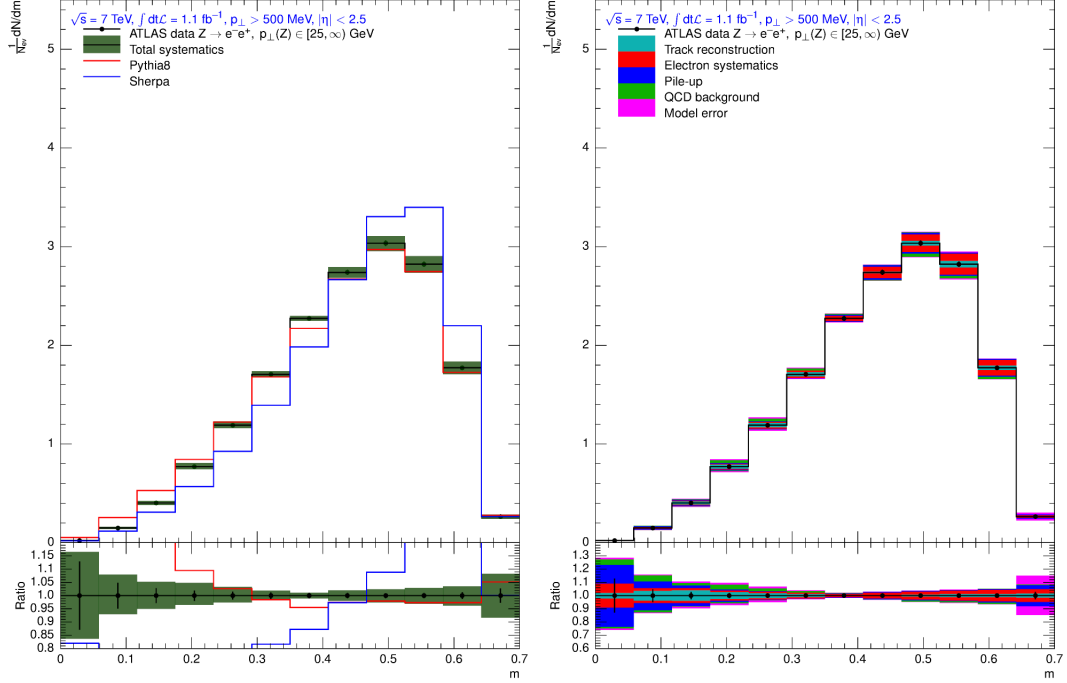 √s = 7 TeV, ∫ dtℒ = 1.1 fb⁻¹, p⊥ > 500 MeV, |η| < 2.5
ATLAS data Z → e⁻e⁺, p⊥(Z) ∈ [25, ∞) GeV
Total systematics
Pythia8
Sherpa
1/N_ev dN/dm
5
4
3
2
1
0
Ratio
1.15
1.1
1.05
1.0
0.95
0.9
0.85
0.8
0 0.1 0.2 0.3 0.4 0.5 0.6 0.7
m
√s = 7 TeV, ∫ dtℒ = 1.1 fb⁻¹, p⊥ > 500 MeV, |η| < 2.5
ATLAS data Z → e⁻e⁺, p⊥(Z) ∈ [25, ∞) GeV
Track reconstruction
Electron systematics
Pile-up
QCD background
Model error
1/N_ev dN/dm
5
4
3
2
1
0
Ratio
1.3
1.2
1.1
1.0
0.9
0.8
0.7
0.6
0 0.1 0.2 0.3 0.4 0.5 0.6 0.7
m